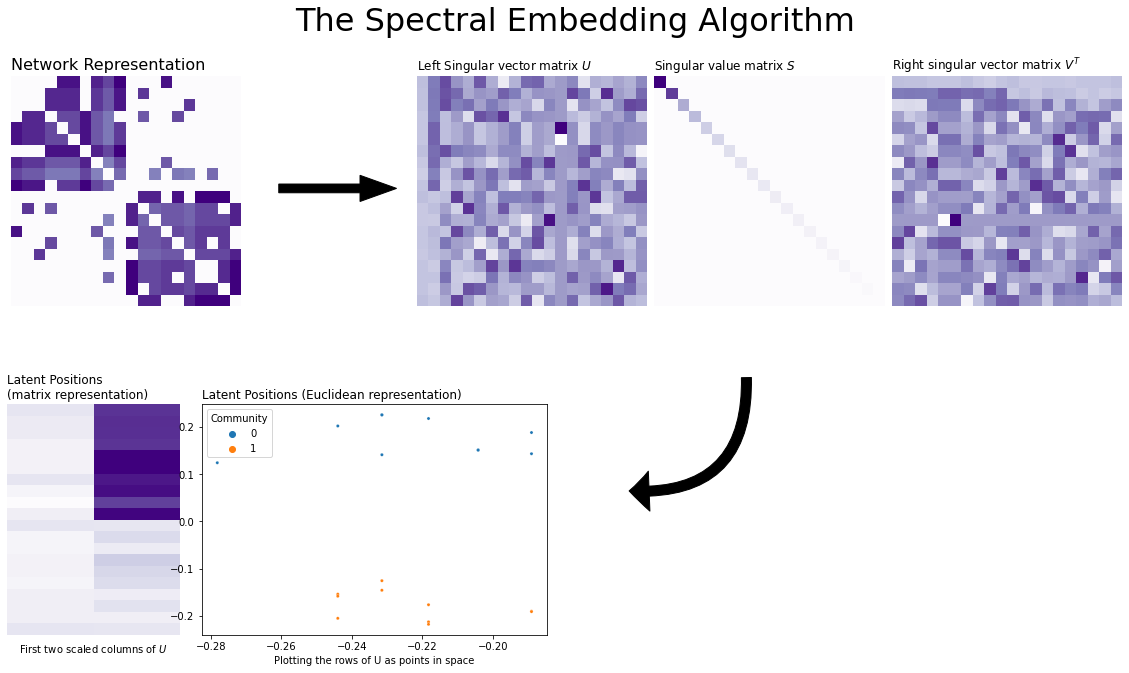 The Spectral Embedding Algorithm
Network Representation
Left Singular vector matrix U
Singular value matrix S
Right singular vector matrix V^T
Latent Positions
(matrix representation)
First two scaled columns of U
Latent Positions (Euclidean representation)
Community
0
1
0.2
0.1
0.0
−0.1
−0.2
−0.28
−0.26
−0.24
−0.22
−0.20
Plotting the rows of U as points in space